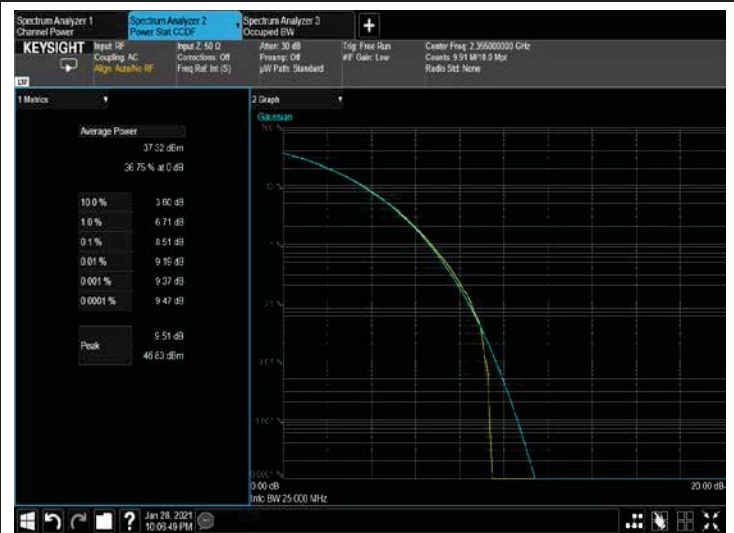 Spectrum Analyzer 1
Channel Power
Spectrum Analyzer 2
Power Stat CCDF
Spectrum Analyzer 3
Occupied BW
+
KEYSIGHT
Input: RF
Coupling: AC
Align: Auto/No RF
Input Z: 50 Ω
Corrections: Off
Freq Ref: Int (S)
Atten: 30 dB
Preamp: Off
µW Path: Standard
Trig: Free Run
#IF Gain: Low
Center Freq: 2.355000000 GHz
Counts: 9.91 M/10.0 Mpt
Radio Std: None
1 Metrics
Average Power
37.32 dBm
36.75 % at 0 dB
10.0 % 3.60 dB
1.0 % 6.71 dB
0.1 % 8.51 dB
0.01 % 9.19 dB
0.001 % 9.37 dB
0.0001 % 9.47 dB
Peak
9.51 dB
46.83 dBm
2 Graph
Gaussian
100 %
10 %
0.00 dB
20.00 dB
Info BW 25.000 MHz
?
Jan 28, 2021
10:06:49 PM